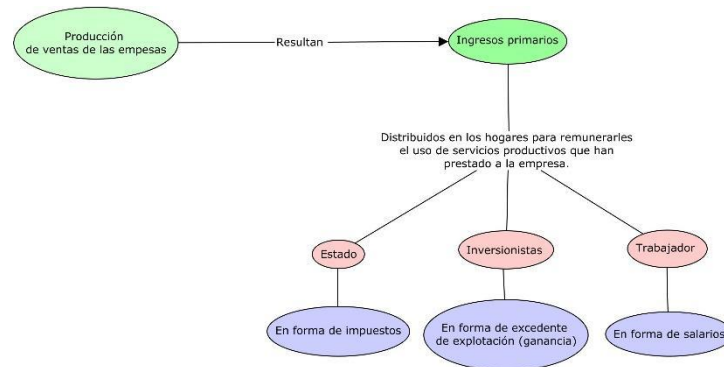 Producción
de ventas de las empesas
Resultan
Ingresos primarios
Distribuidos en los hogares para remunerarles
el uso de servicios productivos que han
prestado a la empresa.
Estado
Inversionistas
Trabajador
En forma de impuestos
En forma de excedente
de explotación (ganancia)
En forma de salarios